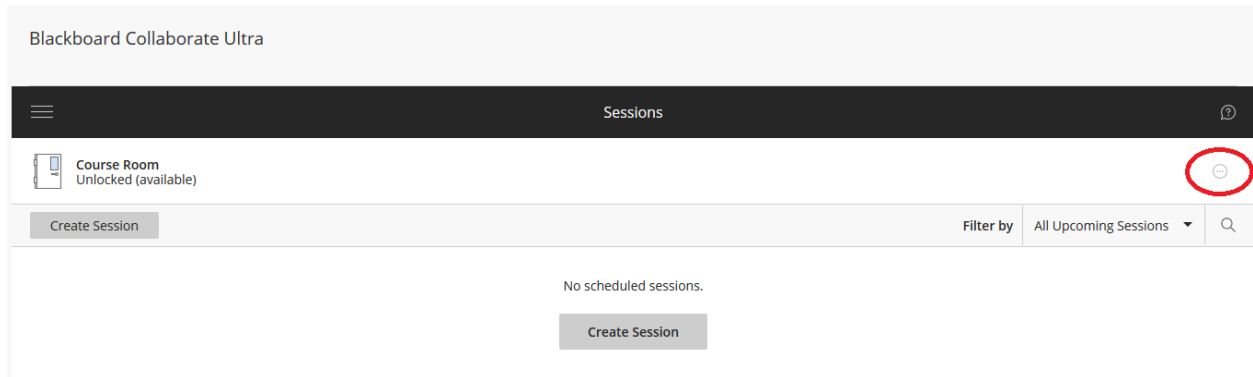 Blackboard Collaborate Ultra
Sessions
Course Room
Unlocked (available)
Create Session
Filter by
All Upcoming Sessions
No scheduled sessions.
Create Session